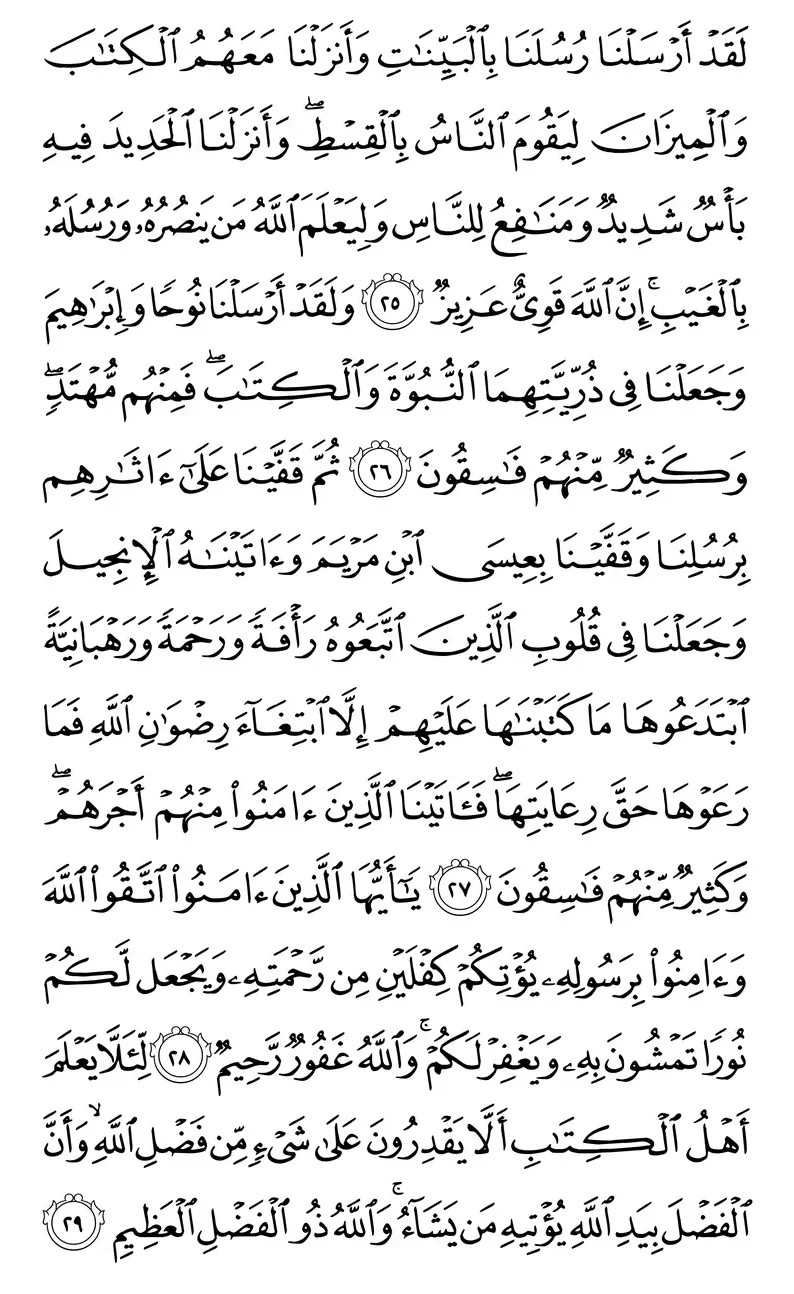 لَقَدۡ أَرۡسَلۡنَا رُسُلَنَا بِٱلۡبَيِّنَٰتِ وَأَنزَلۡنَا مَعَهُمُ ٱلۡكِتَٰبَ
وَٱلۡمِيزَانَ لِيَقُومَ ٱلنَّاسُ بِٱلۡقِسۡطِۖ وَأَنزَلۡنَا ٱلۡحَدِيدَ فِيهِ
بَأۡسٞ شَدِيدٞ وَمَنَٰفِعُ لِلنَّاسِ وَلِيَعۡلَمَ ٱللَّهُ مَن يَنصُرُهُۥ وَرُسُلَهُۥ
بِٱلۡغَيۡبِۚ إِنَّ ٱللَّهَ قَوِيٌّ عَزِيزٞ ٢٥ وَلَقَدۡ أَرۡسَلۡنَا نُوحٗا وَإِبۡرَٰهِيمَ
وَجَعَلۡنَا فِي ذُرِّيَّتِهِمَا ٱلنُّبُوَّةَ وَٱلۡكِتَٰبَۖ فَمِنۡهُم مُّهۡتَدٖۖ
وَكَثِيرٞ مِّنۡهُمۡ فَٰسِقُونَ ٢٦ ثُمَّ قَفَّيۡنَا عَلَىٰٓ ءَاثَٰرِهِم
بِرُسُلِنَا وَقَفَّيۡنَا بِعِيسَى ٱبۡنِ مَرۡيَمَ وَءَاتَيۡنَٰهُ ٱلۡإِنجِيلَ
وَجَعَلۡنَا فِي قُلُوبِ ٱلَّذِينَ ٱتَّبَعُوهُ رَأۡفَةٗ وَرَحۡمَةٗ وَرَهۡبَانِيَّةً
ٱبۡتَدَعُوهَا مَا كَتَبۡنَٰهَا عَلَيۡهِمۡ إِلَّا ٱبۡتِغَآءَ رِضۡوَٰنِ ٱللَّهِ فَمَا
رَعَوۡهَا حَقَّ رِعَايَتِهَاۖ فَـَٔاتَيۡنَا ٱلَّذِينَ ءَامَنُواْ مِنۡهُمۡ أَجۡرَهُمۡۖ
وَكَثِيرٞ مِّنۡهُمۡ فَٰسِقُونَ ٢٧ يَٰٓأَيُّهَا ٱلَّذِينَ ءَامَنُواْ ٱتَّقُواْ ٱللَّهَ
وَءَامِنُواْ بِرَسُولِهِۦ يُؤۡتِكُمۡ كِفۡلَيۡنِ مِن رَّحۡمَتِهِۦ وَيَجۡعَل لَّكُمۡ
نُورٗا تَمۡشُونَ بِهِۦ وَيَغۡفِرۡ لَكُمۡۚ وَٱللَّهُ غَفُورٞ رَّحِيمٞ ٢٨ لِّئَلَّا يَعۡلَمَ
أَهۡلُ ٱلۡكِتَٰبِ أَلَّا يَقۡدِرُونَ عَلَىٰ شَيۡءٖ مِّن فَضۡلِ ٱللَّهِۙ وَأَنَّ
ٱلۡفَضۡلَ بِيَدِ ٱللَّهِ يُؤۡتِيهِ مَن يَشَآءُۚ وَٱللَّهُ ذُو ٱلۡفَضۡلِ ٱلۡعَظِيمِ ٢٩